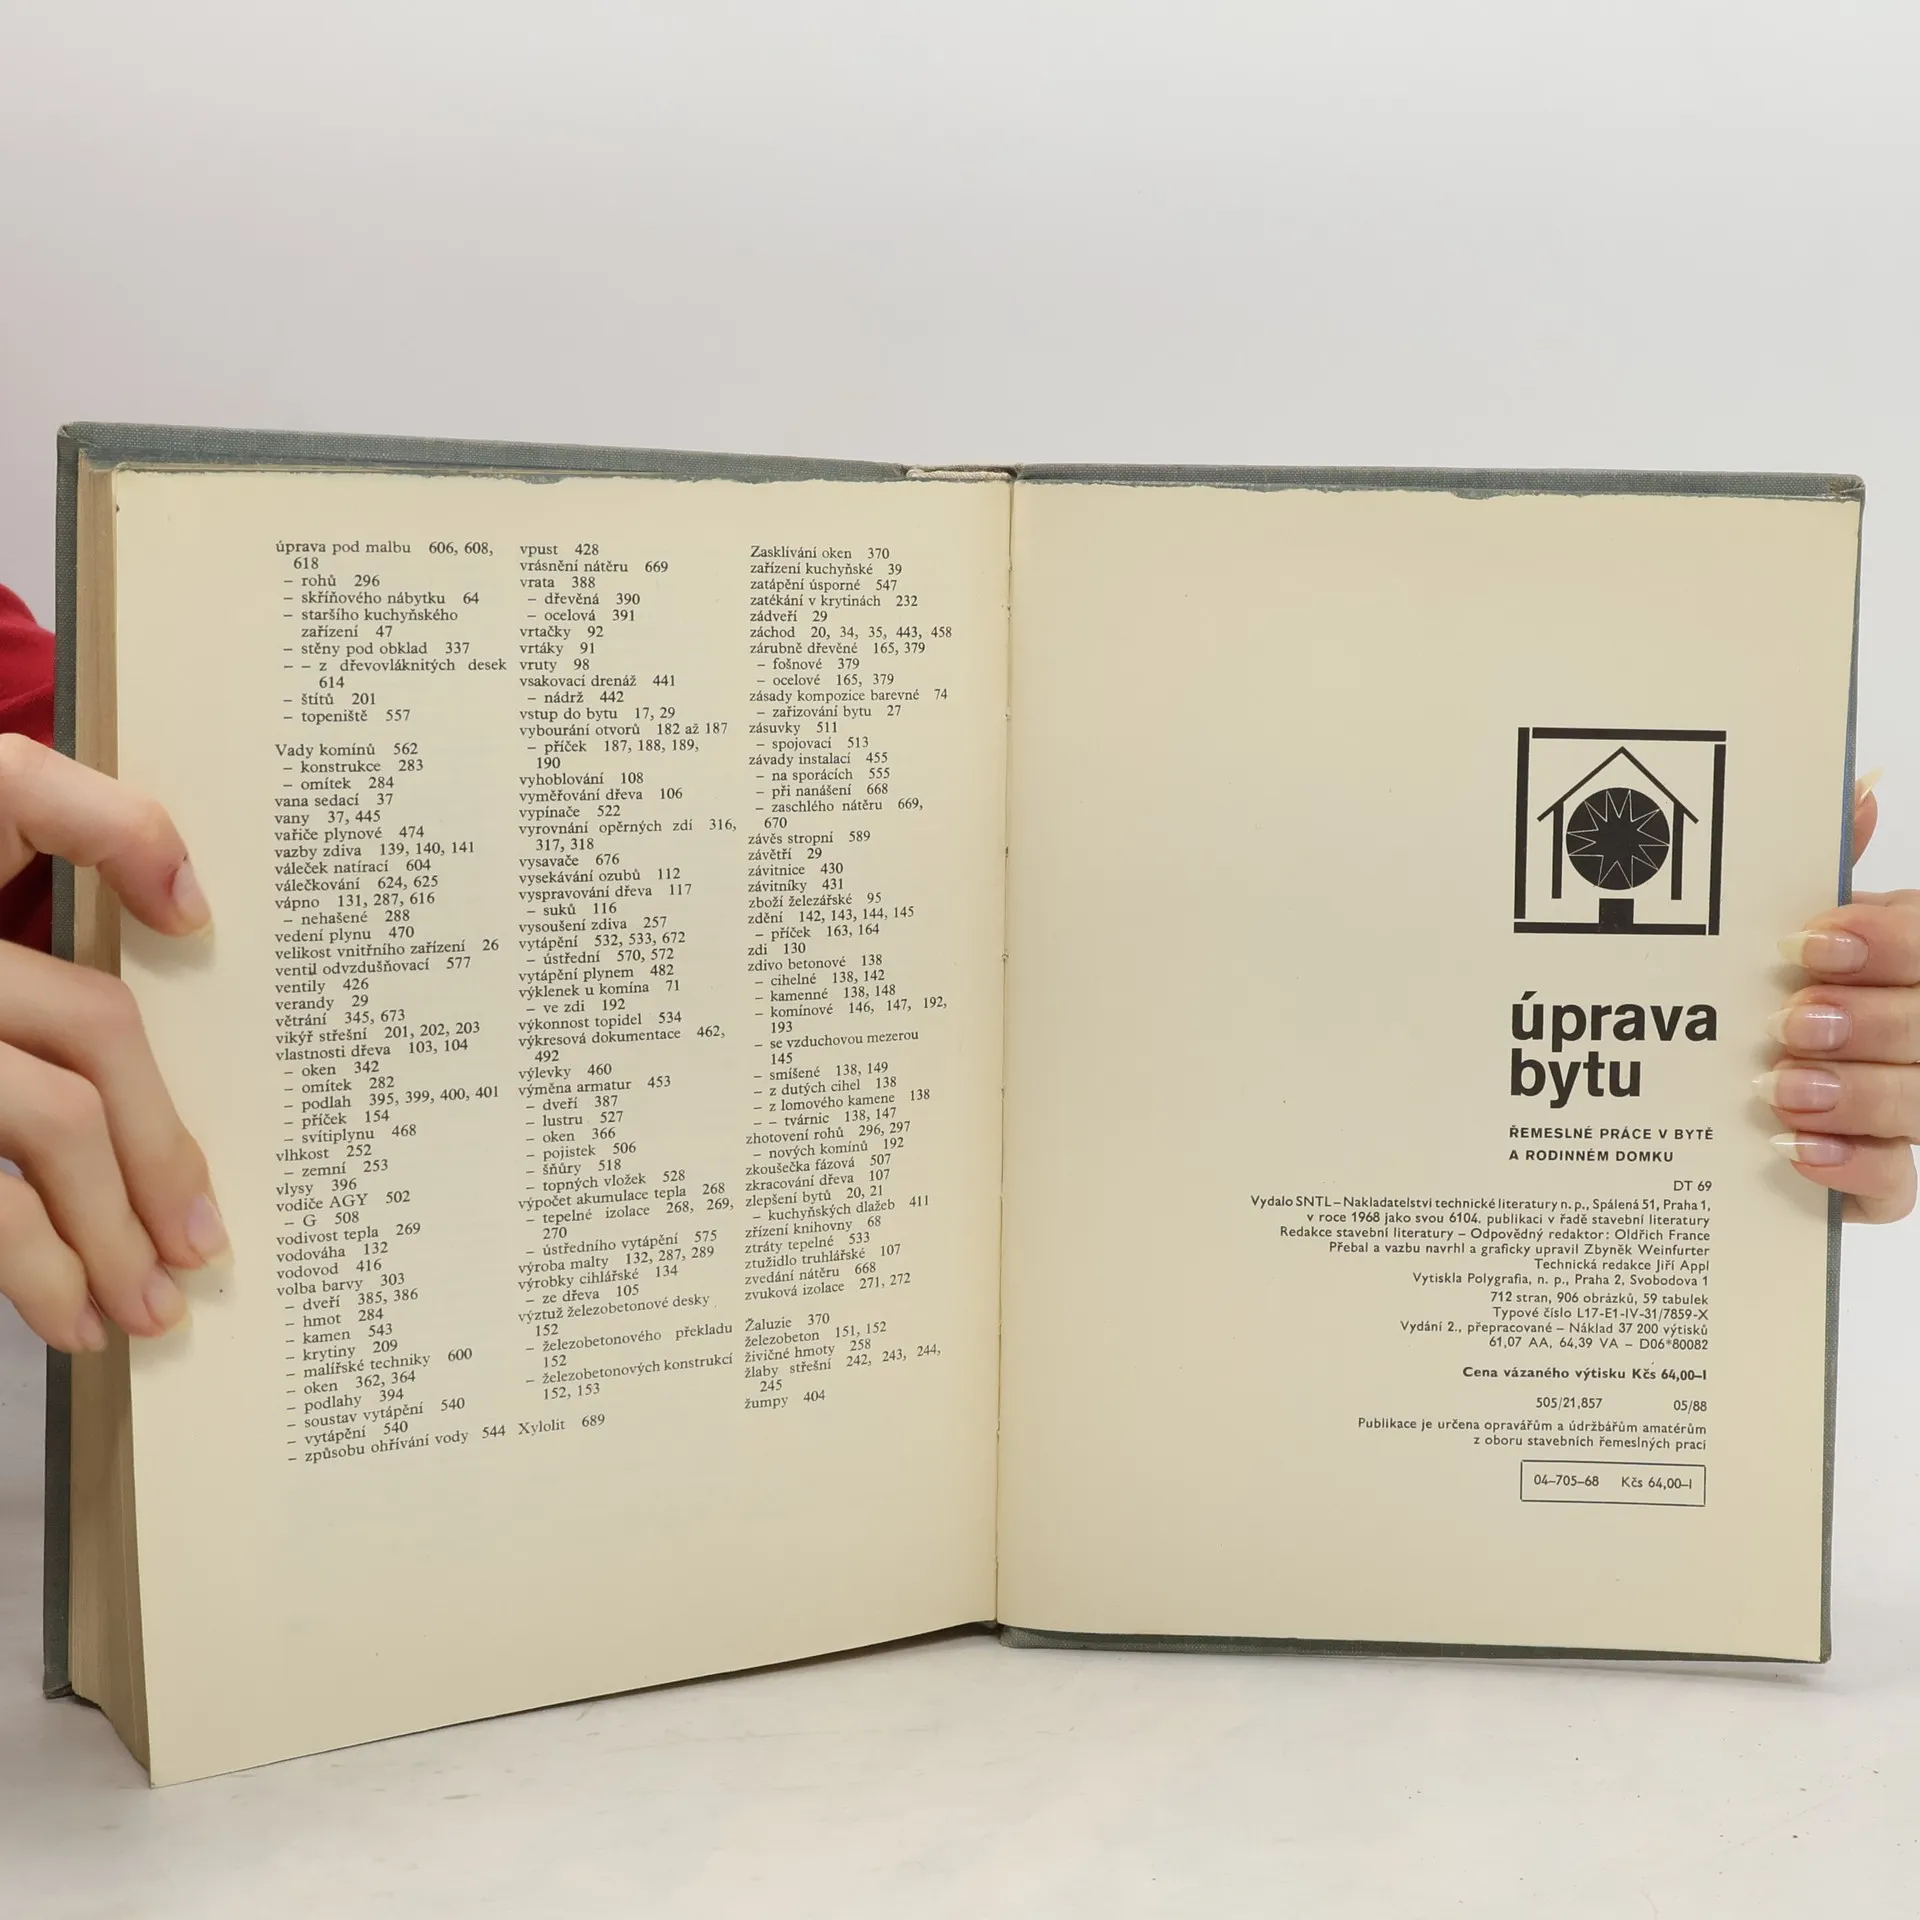 úprava pod malbu 606, 608,
618
– rohů 296
– skříňového nábytku 64
– staršího kuchyňského
zařízení 47
– stěny pod obklad 337
– – z dřevovláknitých desek
614
– štítů 201
– topeniště 557
Vady komínů 562
– konstrukce 283
– omítek 284
vana sedací 37
vany 37, 445
vařiče plynové 474
vazby zdiva 139, 140, 141
váleček natírací 604
válečkování 624, 625
vápno 131, 287, 616
– nehašené 288
vedení plynu 470
velikost vnitřního zařízení 26
ventil odvzdušňovací 577
ventily 426
verandy 29
větrání 345, 673
vikýř střešní 201, 202, 203
vlastnosti dřeva 103, 104
– oken 342
– omítek 282
– podlah 395, 399, 400, 401
– příček 154
– svítiplynu 468
vlhkost 252
– zemní 253
vlysy 396
vodiče AGY 502
– G 508
vodivost tepla 269
vodováha 132
vodovod 416
volba barvy 303
– dveří 385, 386
– hmot 284
– kamen 543
– krytiny 209
– malířské techniky 600
– oken 362, 364
– podlahy 394
– soustav vytápění 540
– vytápění 540
– způsobu ohřívání vody 544
vpust 428
vrásnění nátěru 669
vrata 388
– dřevěná 390
– ocelová 391
vrtačky 92
vrtáky 91
vruty 98
vsakovací drenáž 441
– nádrž 442
vstup do bytu 17, 29
vybourání otvorů 182 až 187
– příček 187, 188, 189,
190
vyhoblování 108
vyměřování dřeva 106
vypínače 522
vyrovnání opěrných zdí 316,
317, 318
vysavače 676
vysekávání ozubů 112
vyspravování dřeva 117
– suků 116
vysoušení zdiva 257
vytápění 532, 533, 672
– ústřední 570, 572
vytápění plynem 482
výklenek u komína 71
– ve zdi 192
výkonnost topidel 534
výkresová dokumentace 462,
492
výlevky 460
výměna armatur 453
– dveří 387
– lustru 527
– oken 366
– pojistek 506
– šňůry 518
– topných vložek 528
výpočet akumulace tepla 268
– tepelné izolace 268, 269,
270
– ústředního vytápění 575
výroba malty 132, 287, 289
výrobky cihlářské 134
– ze dřeva 105
výztuž železobetonové desky
152
– železobetonového překladu
152
– železobetonových konstrukcí
152, 153
Xylolit 689
Zasklívání oken 370
zařízení kuchyňské 39
zatápění úsporné 547
zatékání v krytinách 232
zádveří 29
záchod 20, 34, 35, 443, 458
zárubně dřevěné 165, 379
– fošnové 379
– ocelové 165, 379
zásady kompozice barevné 74
– zařizování bytu 27
zásuvky 511
– spojovací 513
závady instalací 455
– na sporácích 555
– při nanášení 668
– zaschlého nátěru 669,
670
závěs stropní 589
závětří 29
závitnice 430
závitníky 431
zboží železářské 95
zdění 142, 143, 144, 145
– příček 163, 164
zdi 130
zdivo betonové 138
– cihelné 138, 142
– kamenné 138, 148
– komínové 146, 147, 192,
193
– se vzduchovou mezerou
145
– smíšené 138, 149
– z dutých cihel 138
– z lomového kamene 138
– – tvárnic 138, 147
zhotovení rohů 296, 297
– nových komínů 192
zkoušečka fázová 507
zkracování dřeva 107
zlepšení bytů 20, 21
– kuchyňských dlažeb 411
zřízení knihovny 68
ztráty tepelné 533
ztužidlo truhlářské 107
zvedání nátěru 668
zvuková izolace 271, 272
Žaluzie 370
železobeton 151, 152
živičné hmoty 258
žlaby střešní 242, 243, 244,
245
žumpy 404
úprava
bytu
ŘEMESLNÉ PRÁCE V BYTĚ
A RODINNÉM DOMKU
DT 69
Vydalo SNTL – Nakladatelství technické literatury n. p., Spálená 51, Praha 1,
v roce 1968 jako svou 6104. publikaci v řadě stavební literatury
Redakce stavební literatury – Odpovědný redaktor: Oldřich France
Přebal a vazbu navrhl a graficky upravil Zbyněk Weinfurter
Technická redakce Jiří Appl
Vytiskla Polygrafia, n. p., Praha 2, Svobodova 1
712 stran, 906 obrázků, 59 tabulek
Typové číslo L17-E1-IV-31/7859-X
Vydání 2., přepracované – Náklad 37 200 výtisků
61,07 AA, 64,39 VA – D06*80082
Cena vázaného výtisku Kčs 64,00–I
505/21,857 05/88
Publikace je určena opravářům a údržbářům amatérům
z oboru stavebních řemeslných prací
04–705–68 Kčs 64,00–I